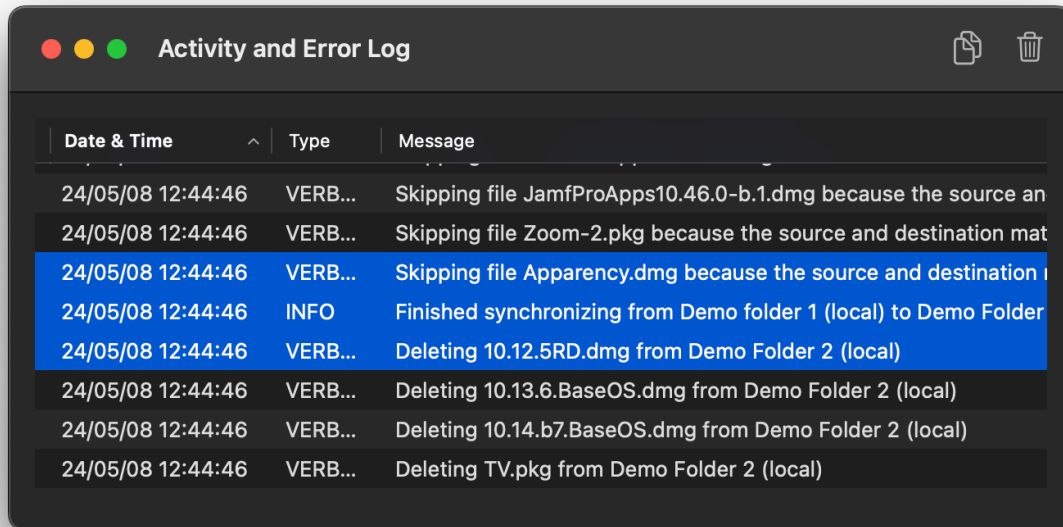 Activity and Error Log
Date & Time Type Message
24/05/08 12:44:46 VERB... Skipping file JamfProApps10.46.0-b.1.dmg because the source an
24/05/08 12:44:46 VERB... Skipping file Zoom-2.pkg because the source and destination mat
24/05/08 12:44:46 VERB... Skipping file Apparency.dmg because the source and destination
24/05/08 12:44:46 INFO Finished synchronizing from Demo folder 1 (local) to Demo Folder
24/05/08 12:44:46 VERB... Deleting 10.12.5RD.dmg from Demo Folder 2 (local)
24/05/08 12:44:46 VERB... Deleting 10.13.6.BaseOS.dmg from Demo Folder 2 (local)
24/05/08 12:44:46 VERB... Deleting 10.14.b7.BaseOS.dmg from Demo Folder 2 (local)
24/05/08 12:44:46 VERB... Deleting TV.pkg from Demo Folder 2 (local)